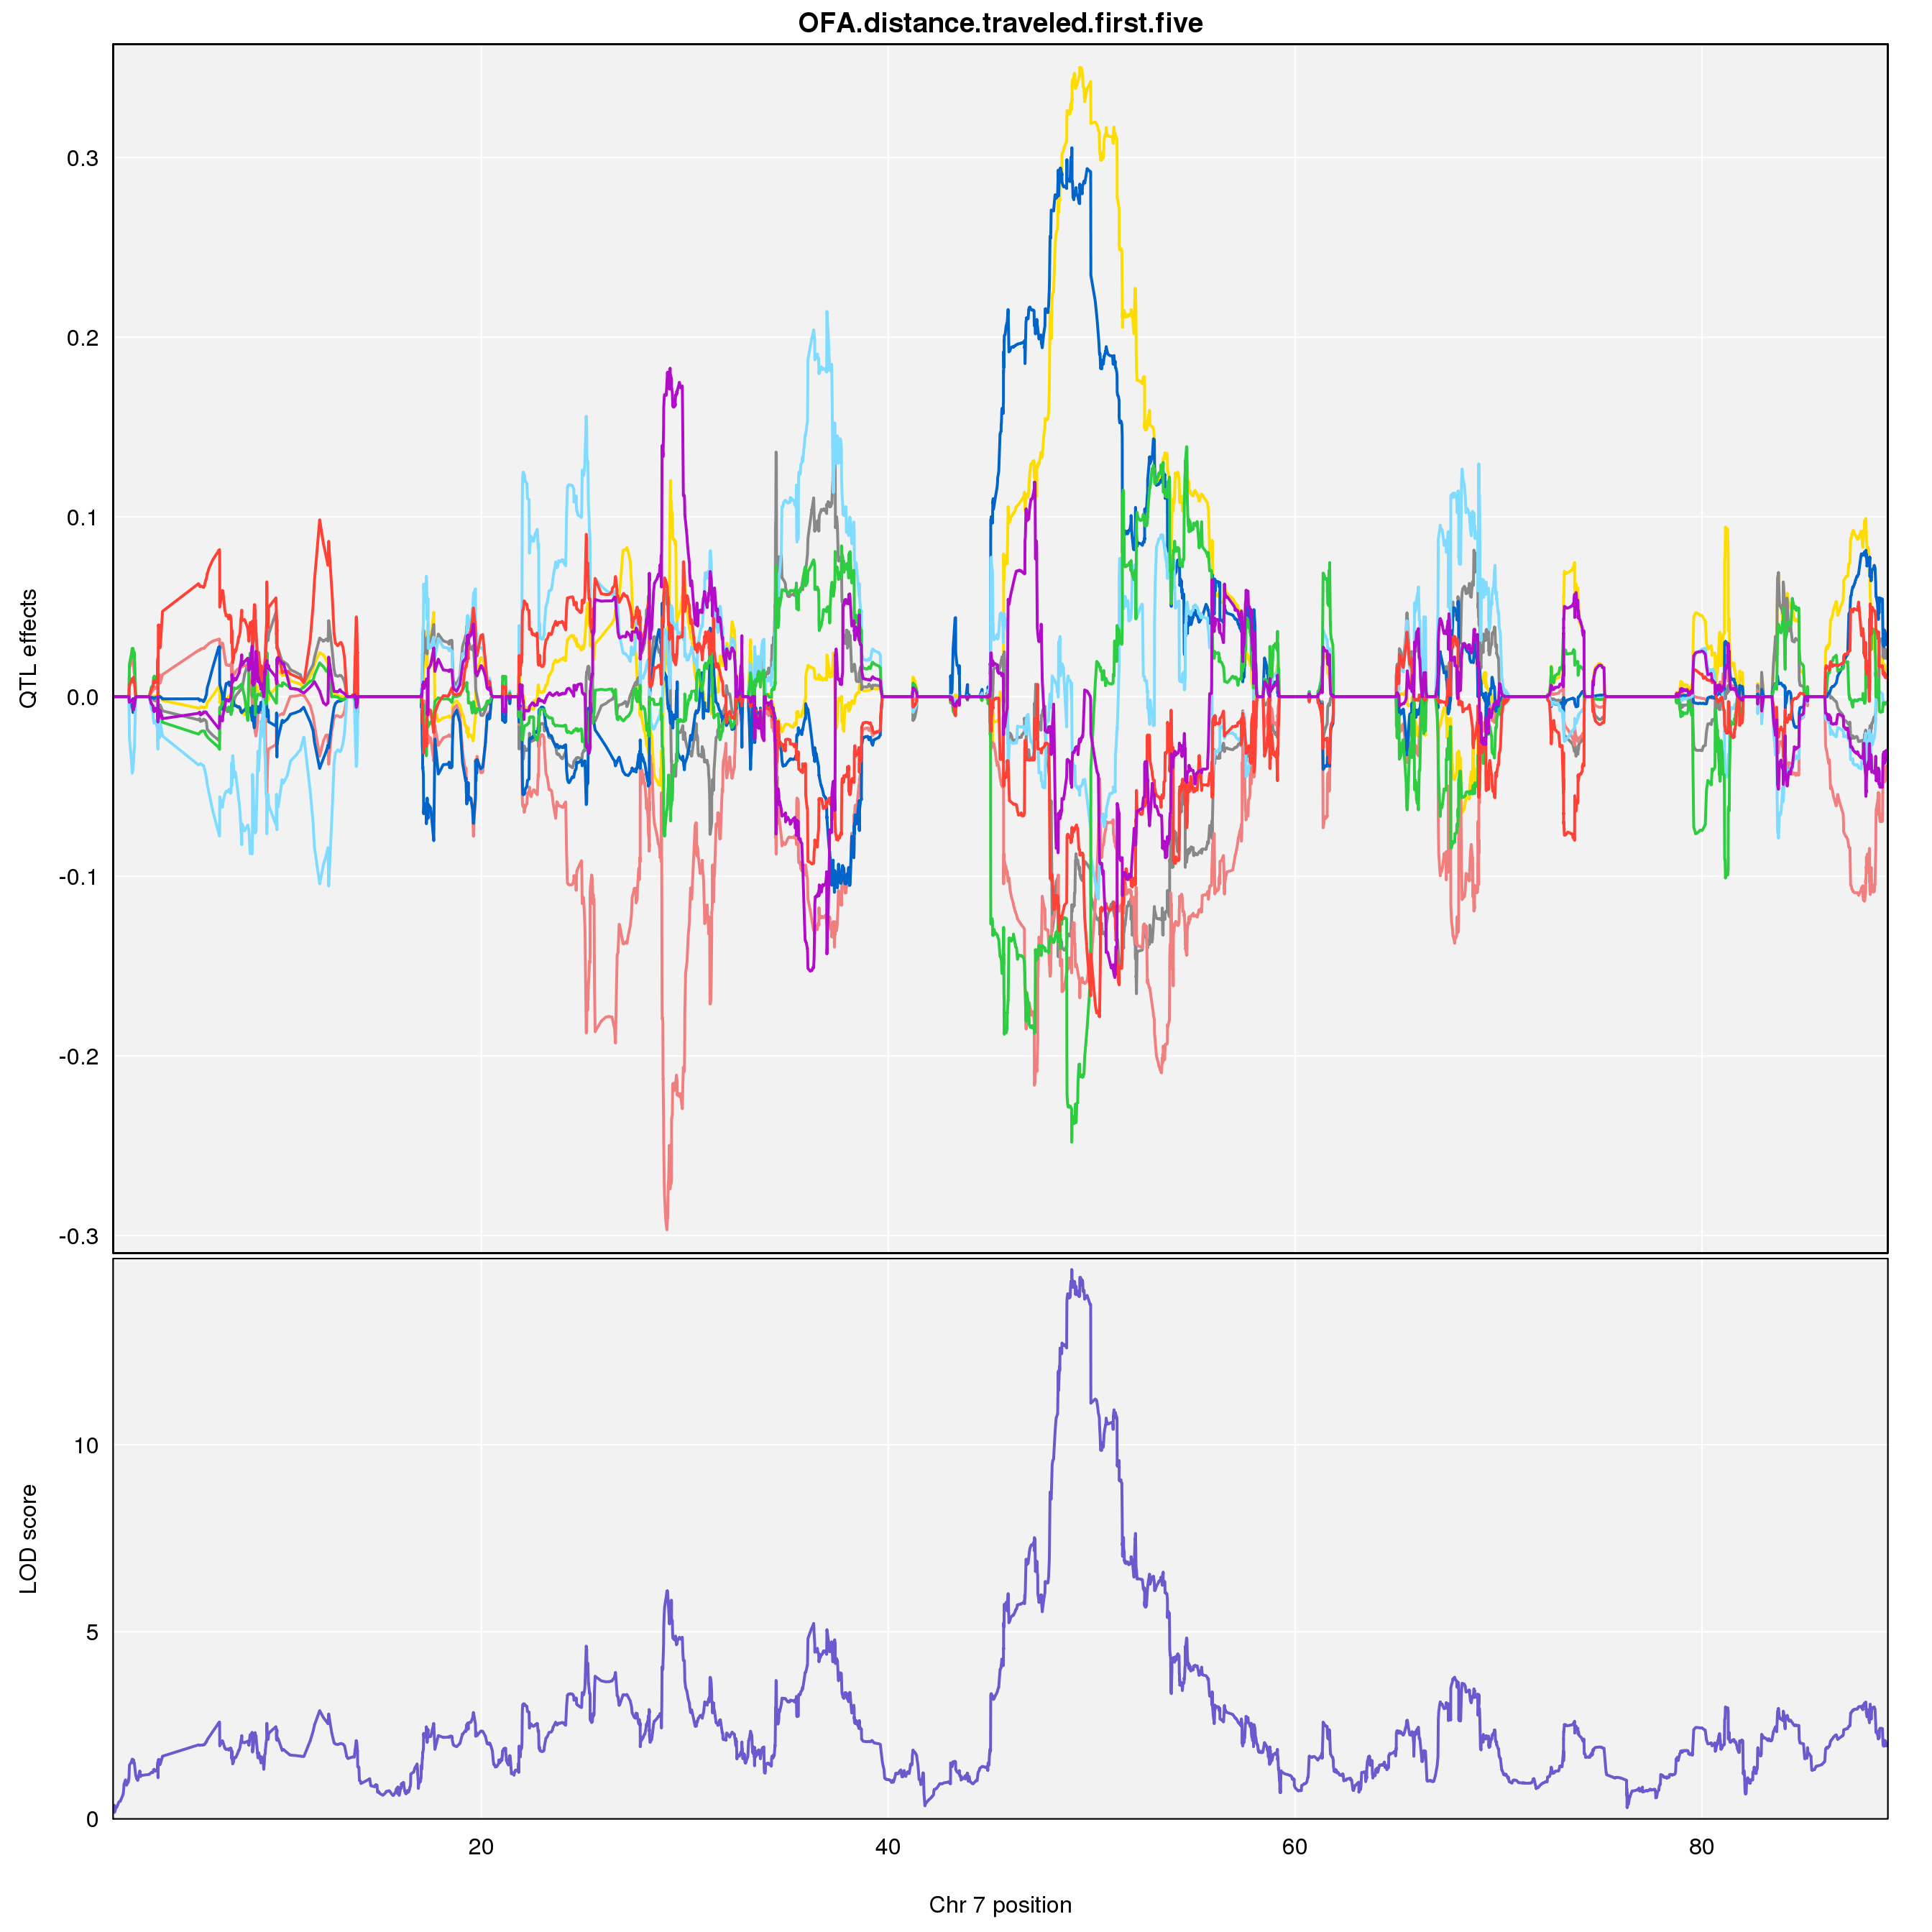 OFA.distance.traveled.first.five
QTL effects
0.3
0.2
0.1
0.0
-0.1
-0.2
-0.3
LOD score
10
5
0
20 40 60 80
Chr 7 position